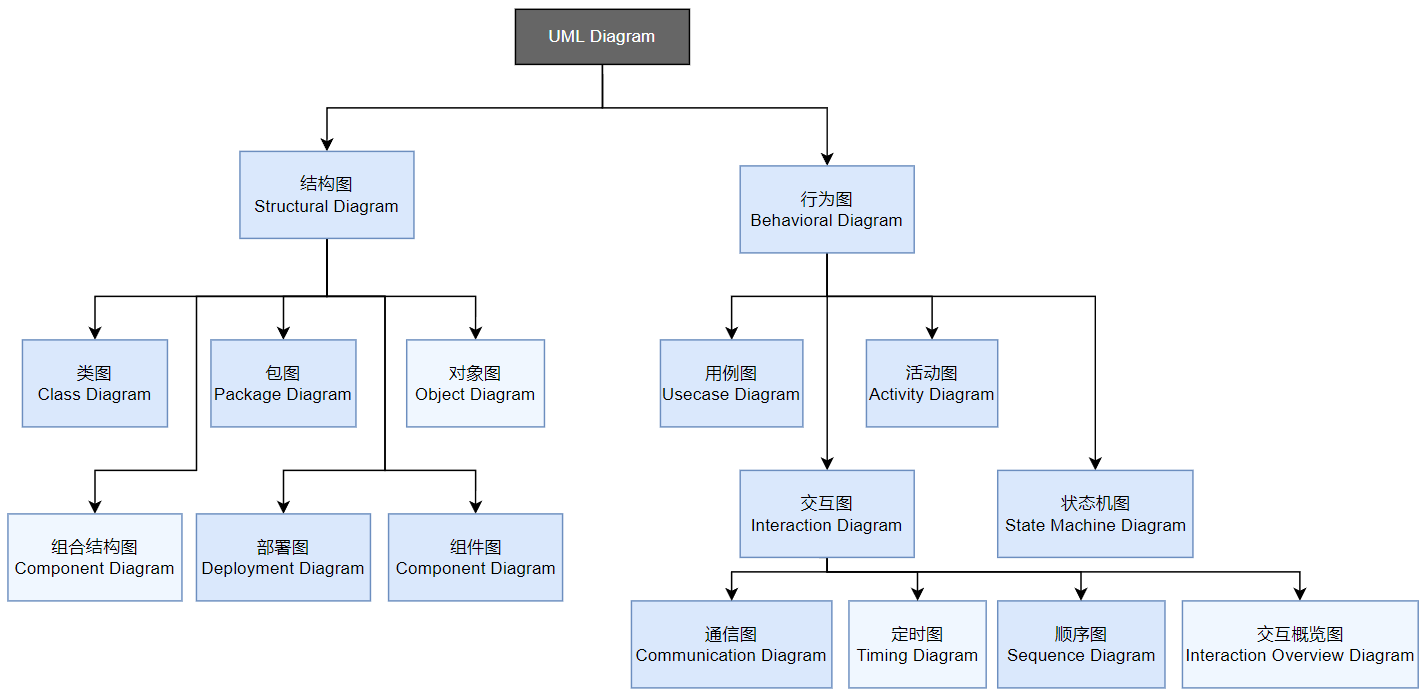 UML Diagram
结构图
Structural Diagram
行为图
Behavioral Diagram
类图
Class Diagram
包图
Package Diagram
对象图
Object Diagram
用例图
Usecase Diagram
活动图
Activity Diagram
交互图
Interaction Diagram
状态机图
State Machine Diagram
组合结构图
Component Diagram
部署图
Deployment Diagram
组件图
Component Diagram
通信图
Communication Diagram
定时图
Timing Diagram
顺序图
Sequence Diagram
交互概览图
Interaction Overview Diagram